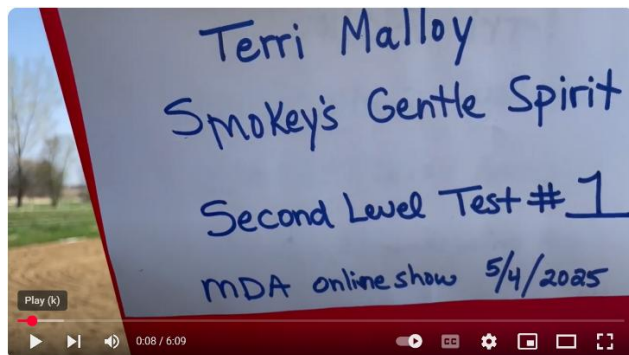 Terri Malloy
Smokey's Gentle Spirit
Second Level Test # 1
MDA online show 5/4/2025
Play (k)
0:08 / 6:09
CC